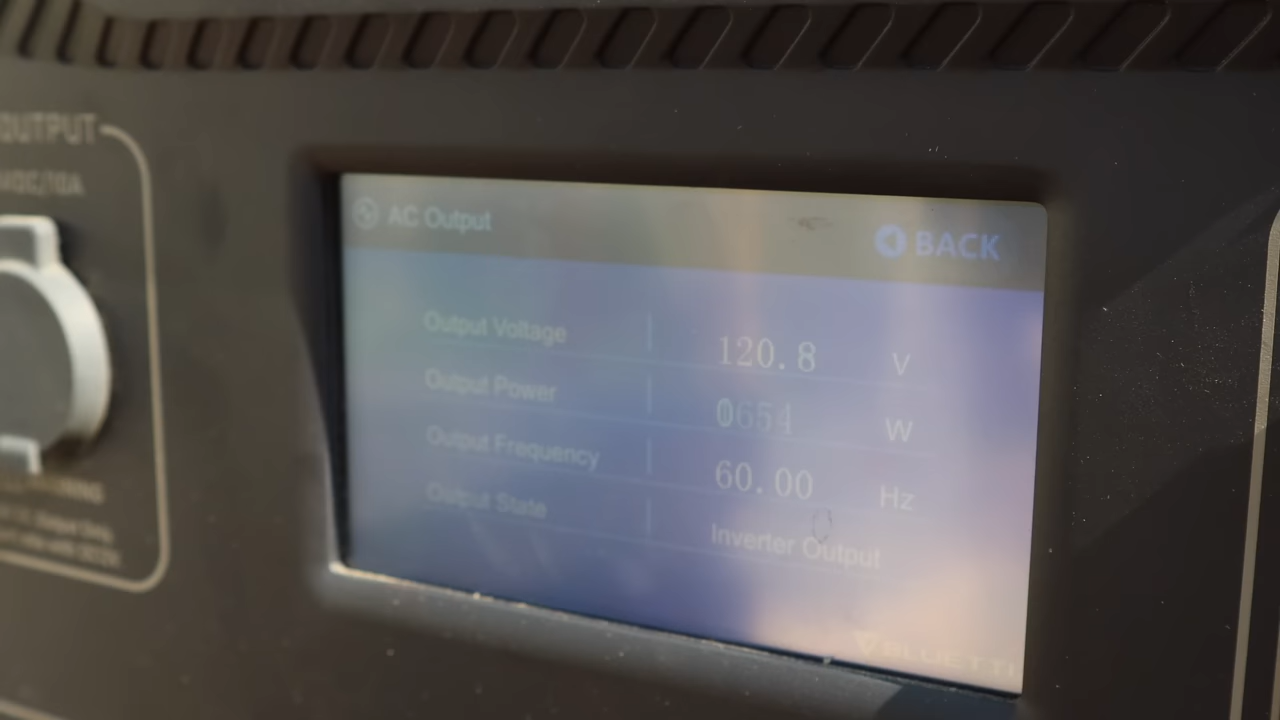 OUTPUT
AC Output
BACK
Output Voltage
120.8 V
Output Power
0654 W
Output Frequency
60.00 Hz
Output State
Inverter Output
BLUETTI